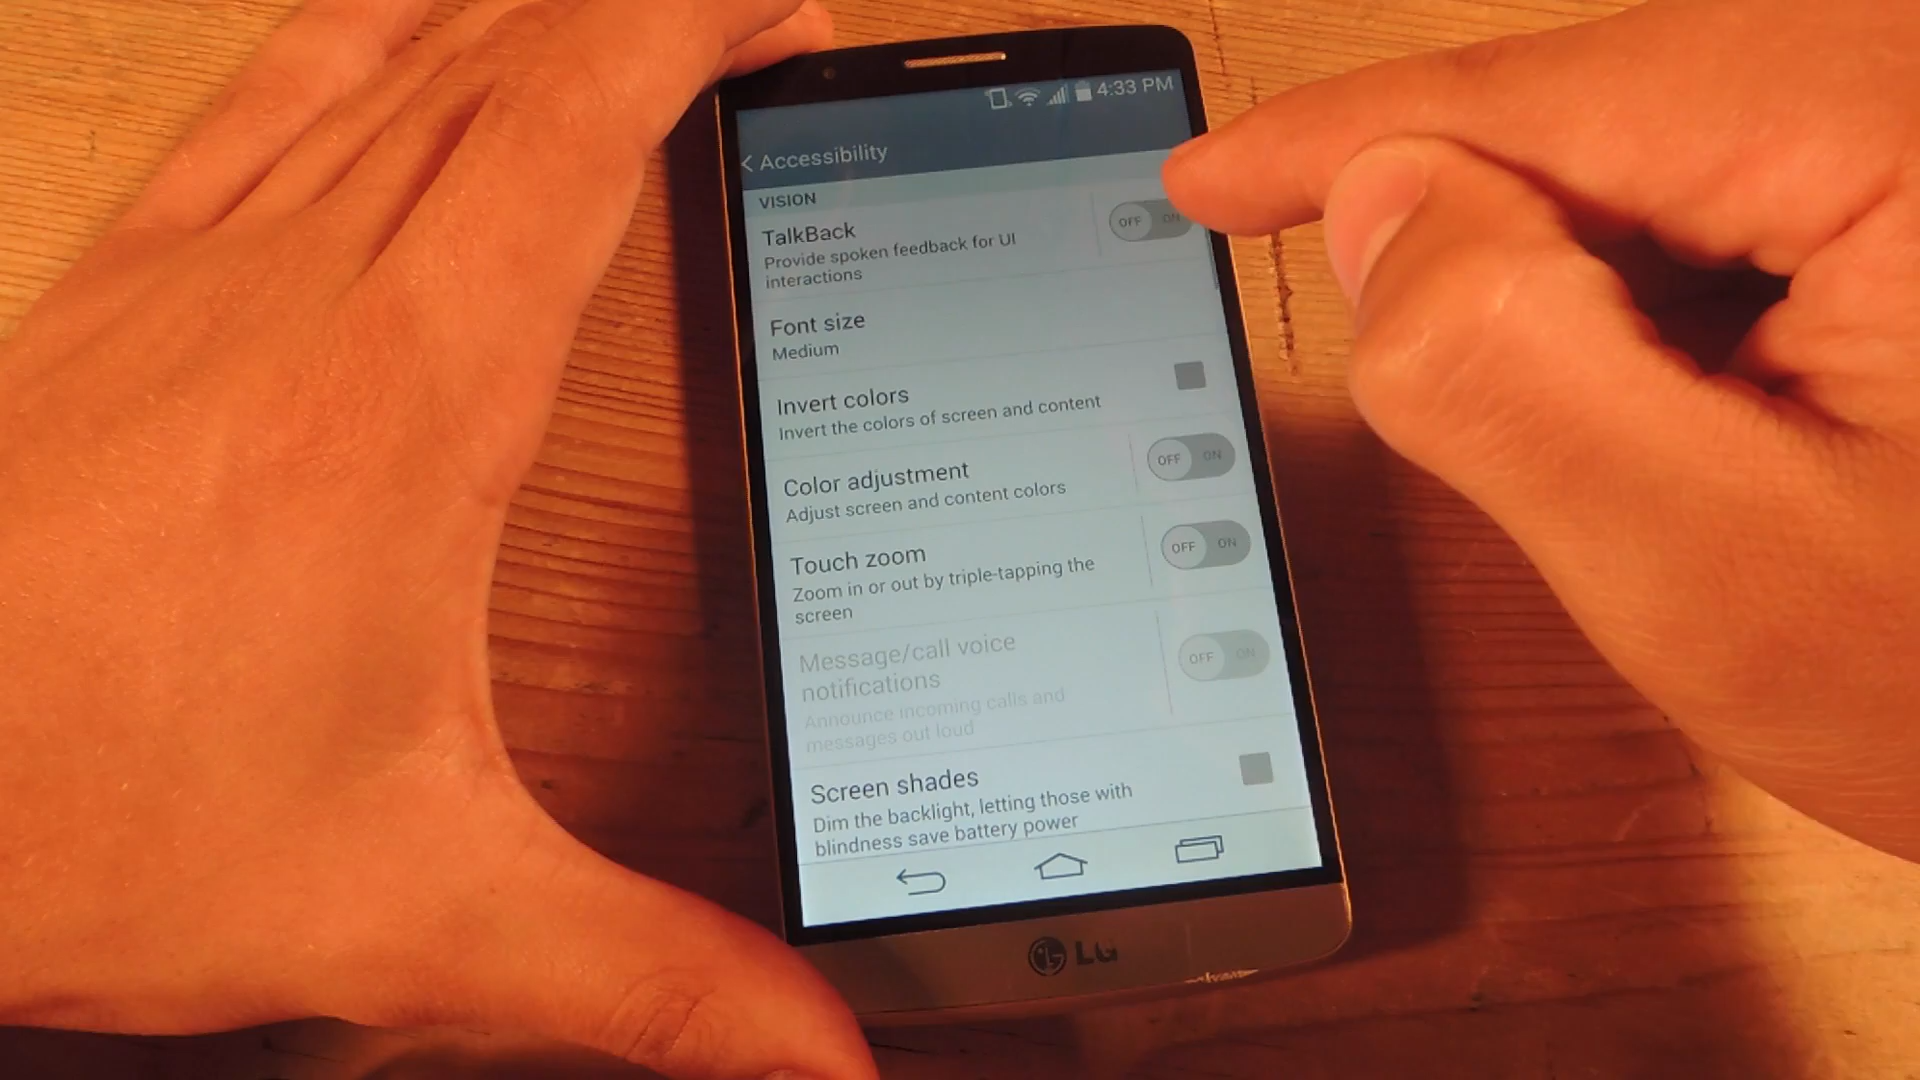 4:33 PM
< Accessibility
VISION
TalkBack
Provide spoken feedback for UI
interactions
OFF ON
Font size
Medium
Invert colors
Invert the colors of screen and content
Color adjustment
Adjust screen and content colors
OFF ON
Touch zoom
Zoom in or out by triple-tapping the
screen
OFF ON
Message/call voice
notifications
Announce incoming calls and
messages out loud
OFF ON
Screen shades
Dim the backlight, letting those with
blindness save battery power
LG